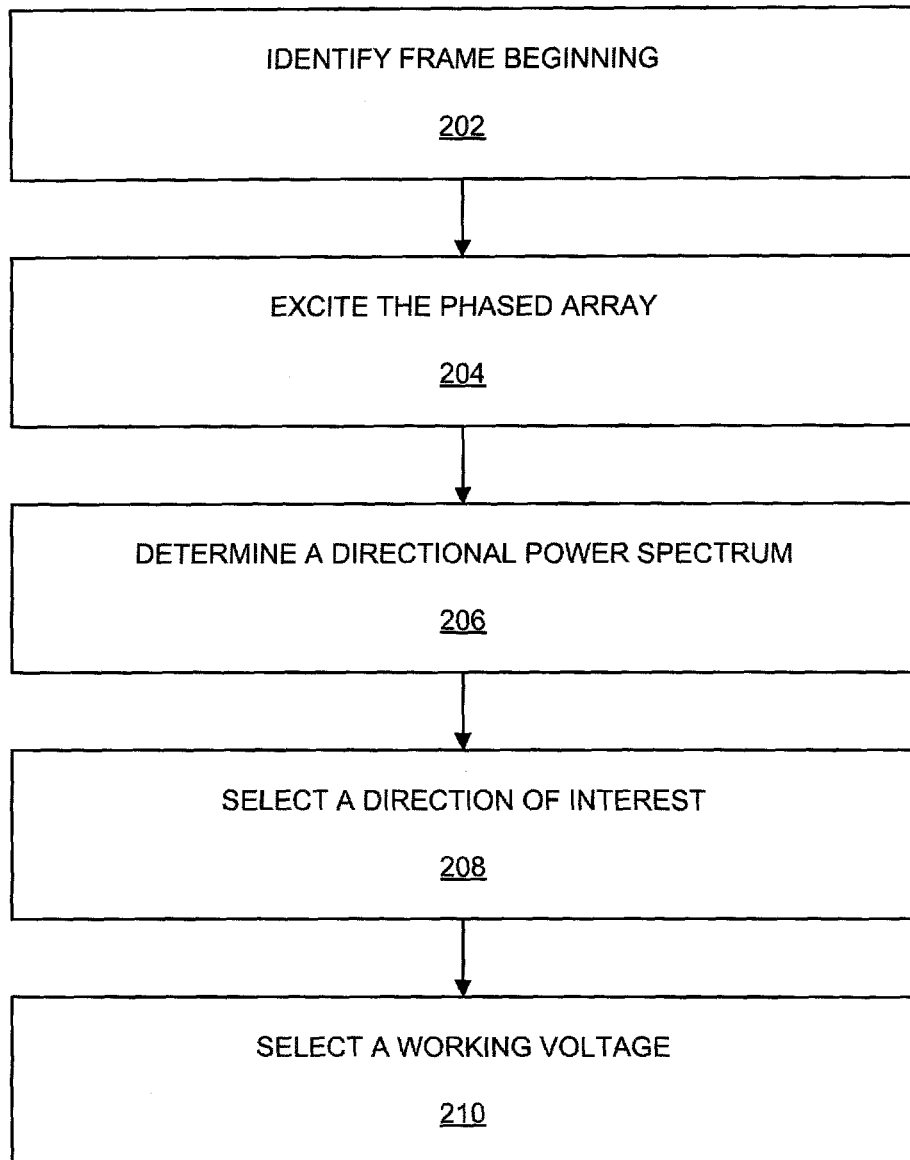 IDENTIFY FRAME BEGINNING
202
EXCITE THE PHASED ARRAY
204
DETERMINE A DIRECTIONAL POWER SPECTRUM
206
SELECT A DIRECTION OF INTEREST
208
SELECT A WORKING VOLTAGE
210